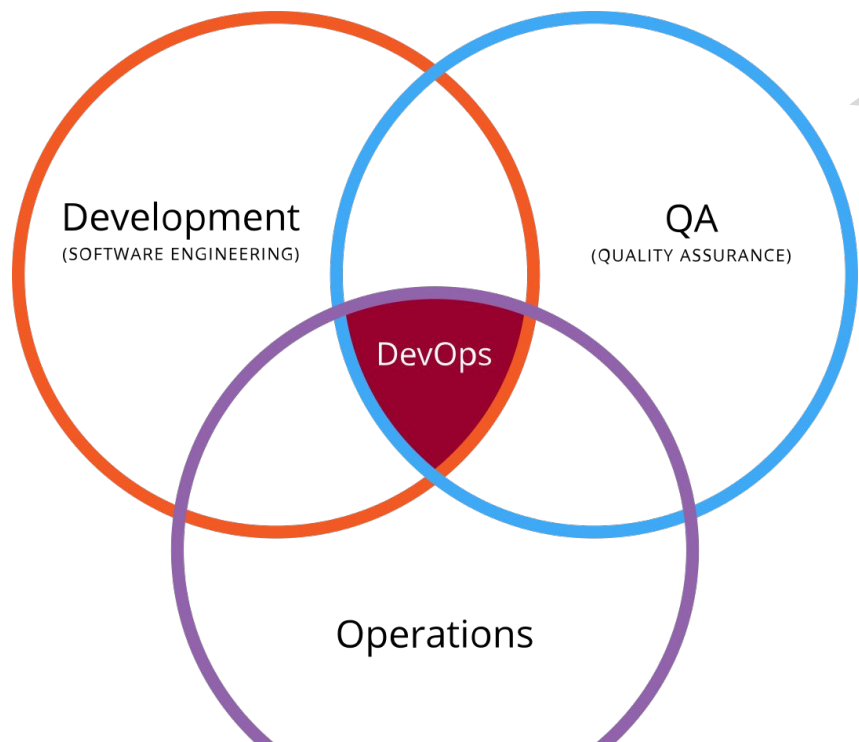 Development
(SOFTWARE ENGINEERING)
QA
(QUALITY ASSURANCE)
DevOps
Operations